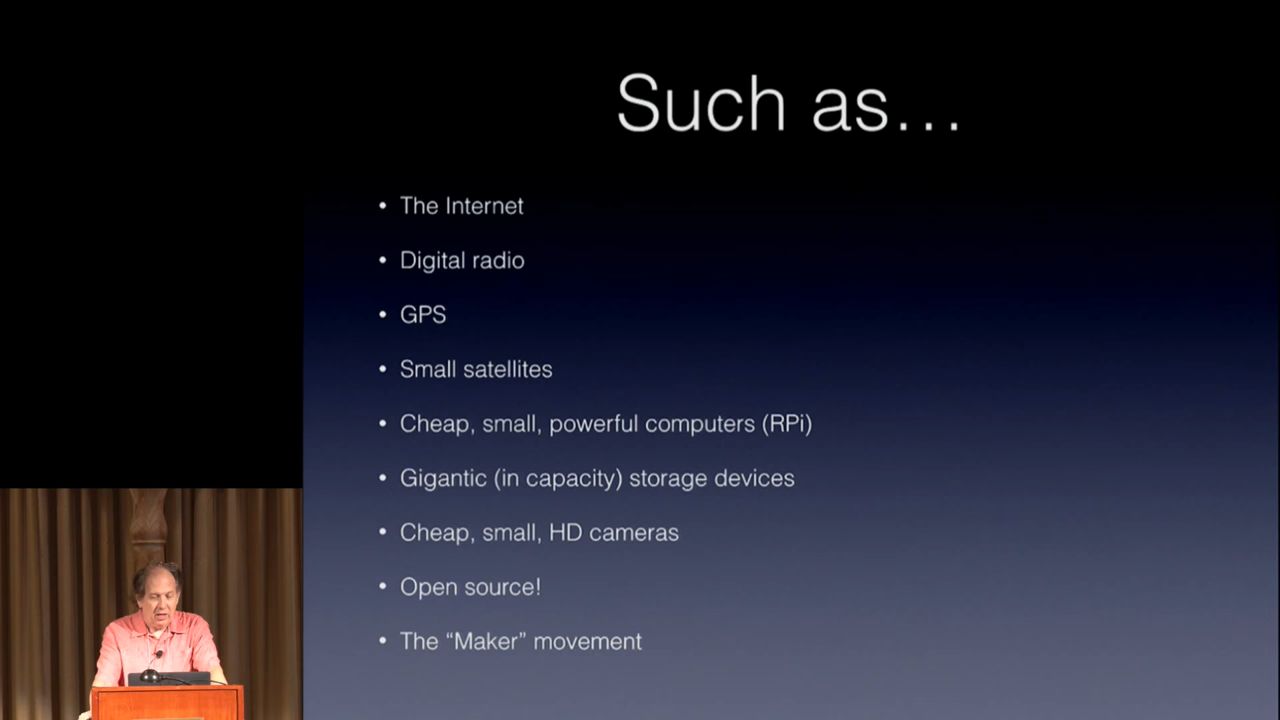 Such as…
• The Internet
• Digital radio
• GPS
• Small satellites
• Cheap, small, powerful computers (RPi)
• Gigantic (in capacity) storage devices
• Cheap, small, HD cameras
• Open source!
• The “Maker” movement